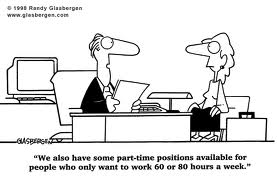 © 1998 Randy Glasbergen
www.glasbergen.com
GLASBERGEN
"We also have some part-time positions available for
people who only want to work 60 or 80 hours a week."